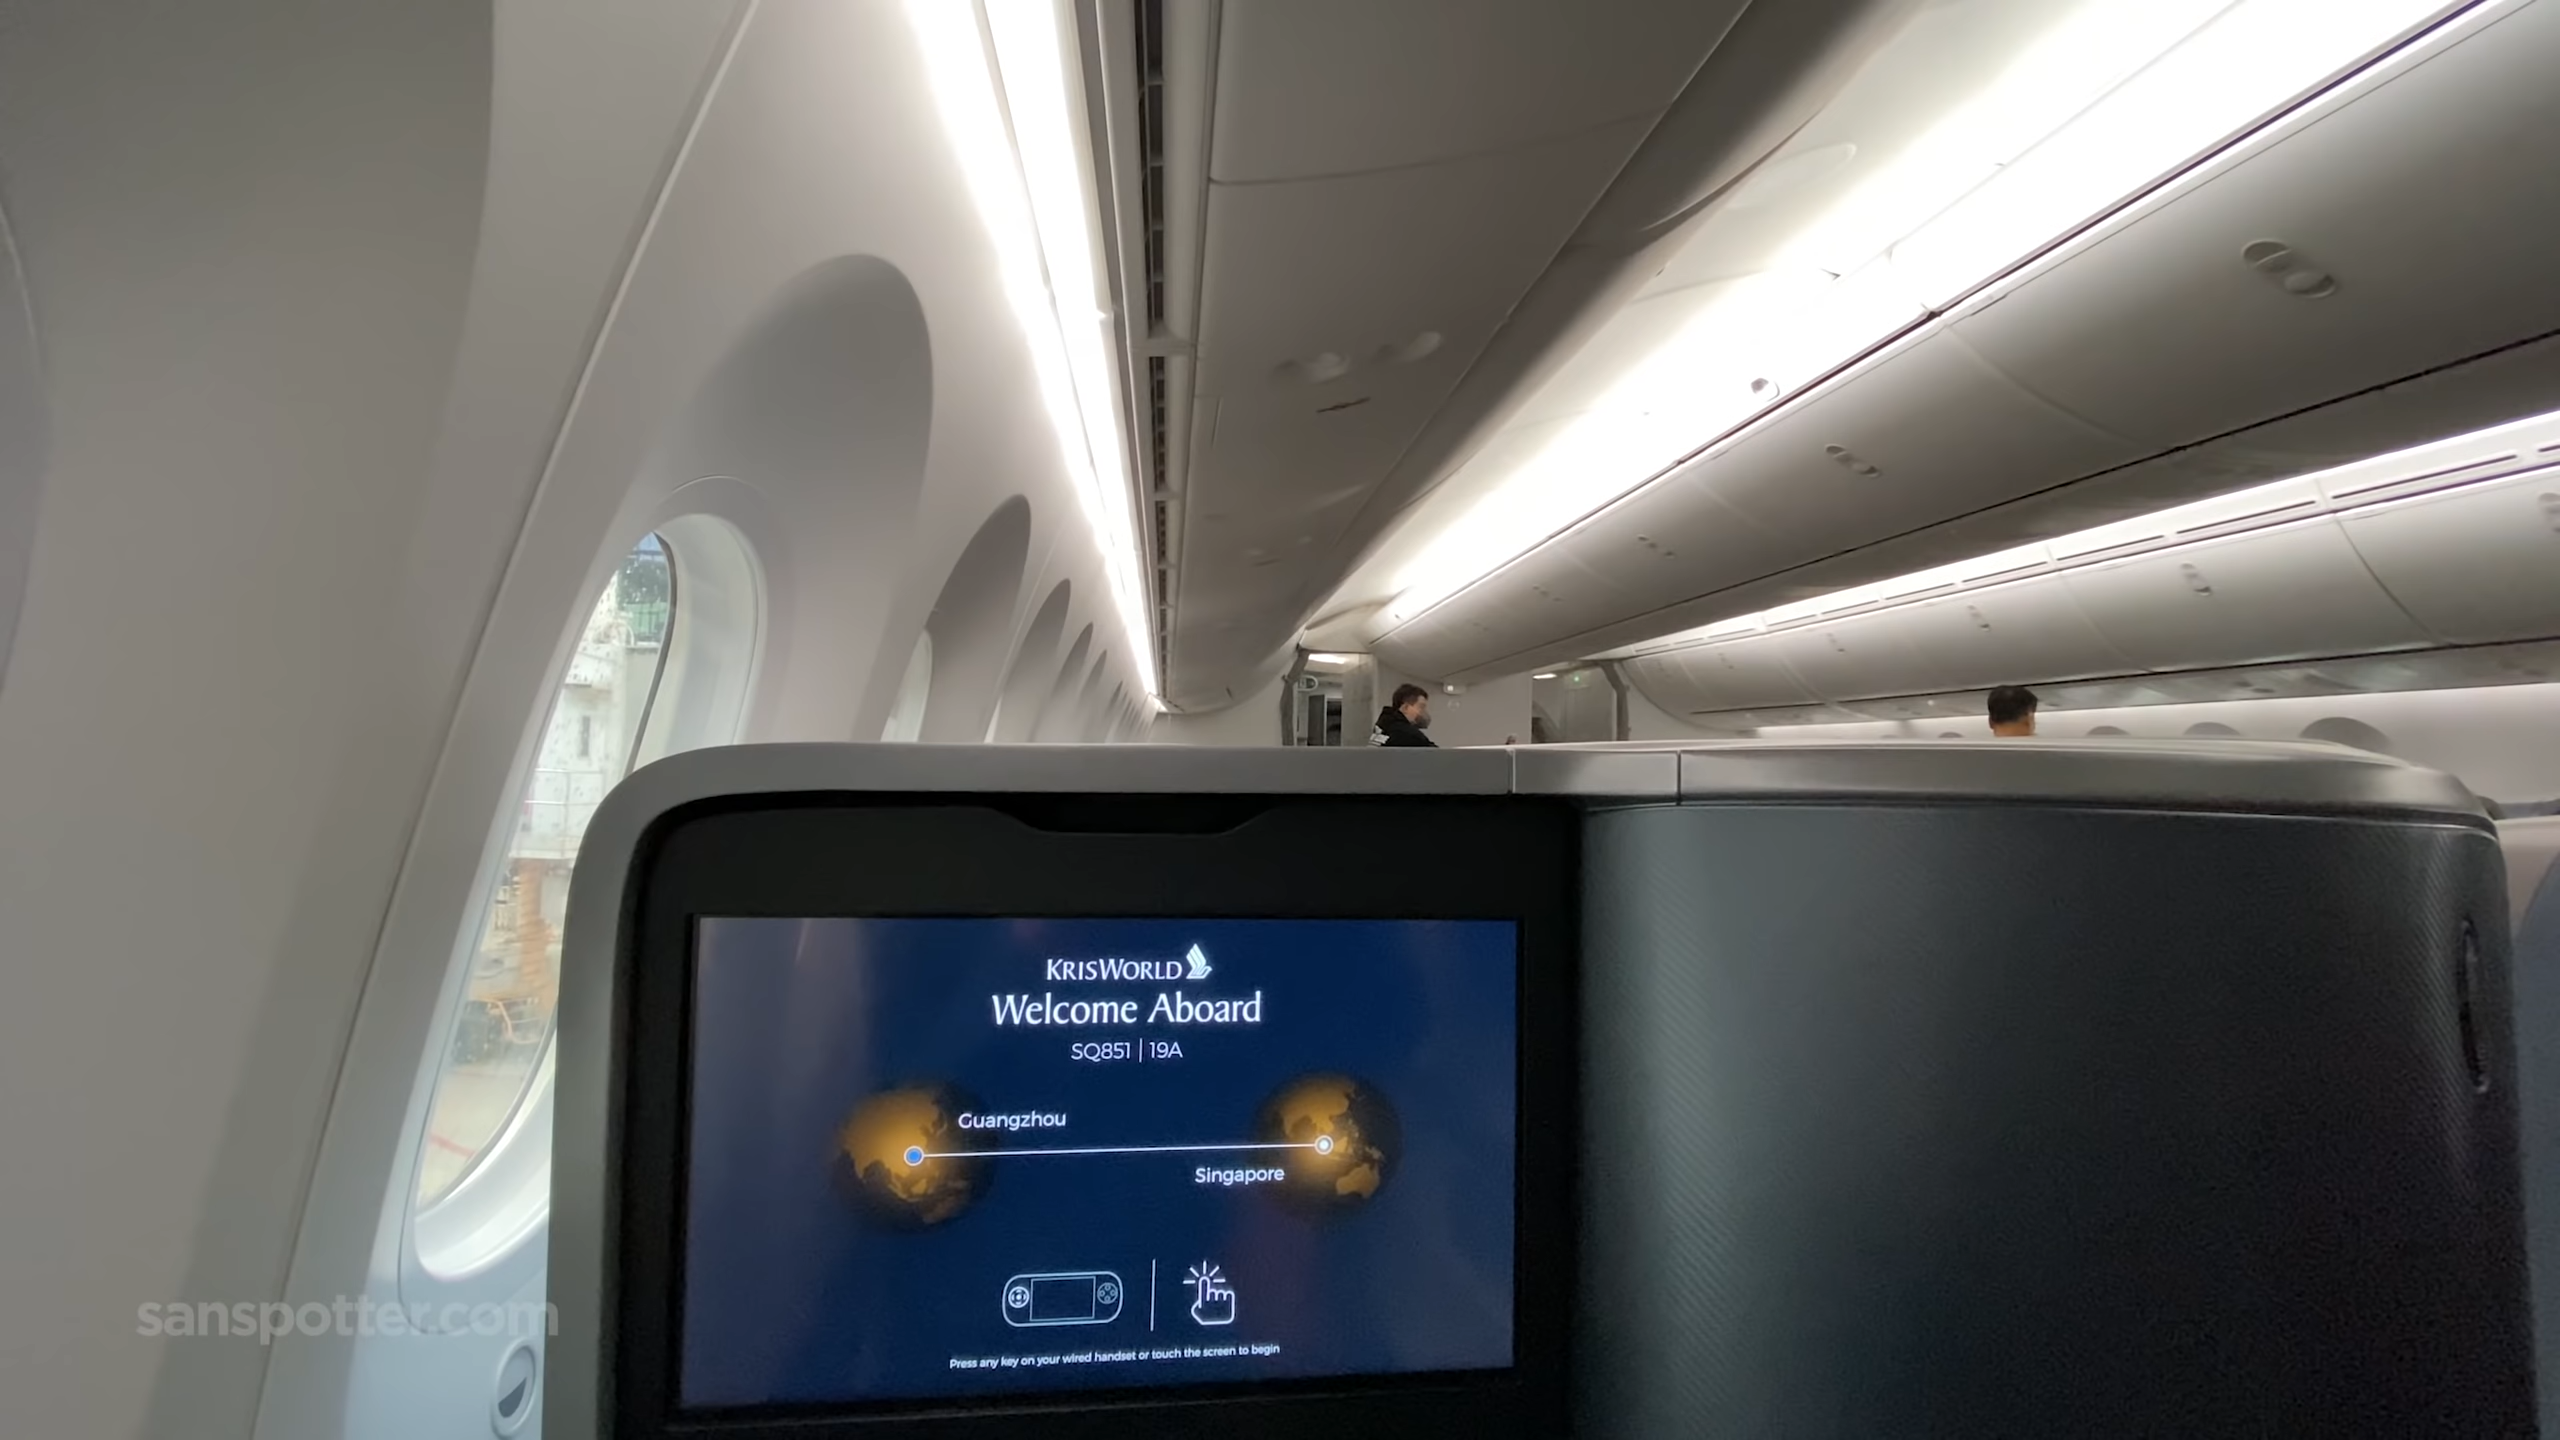 KRISWORLD
Welcome Aboard
SQ851 | 19A
Guangzhou
Singapore
Press any key on your wired handset or touch the screen to begin
sanspotter.com